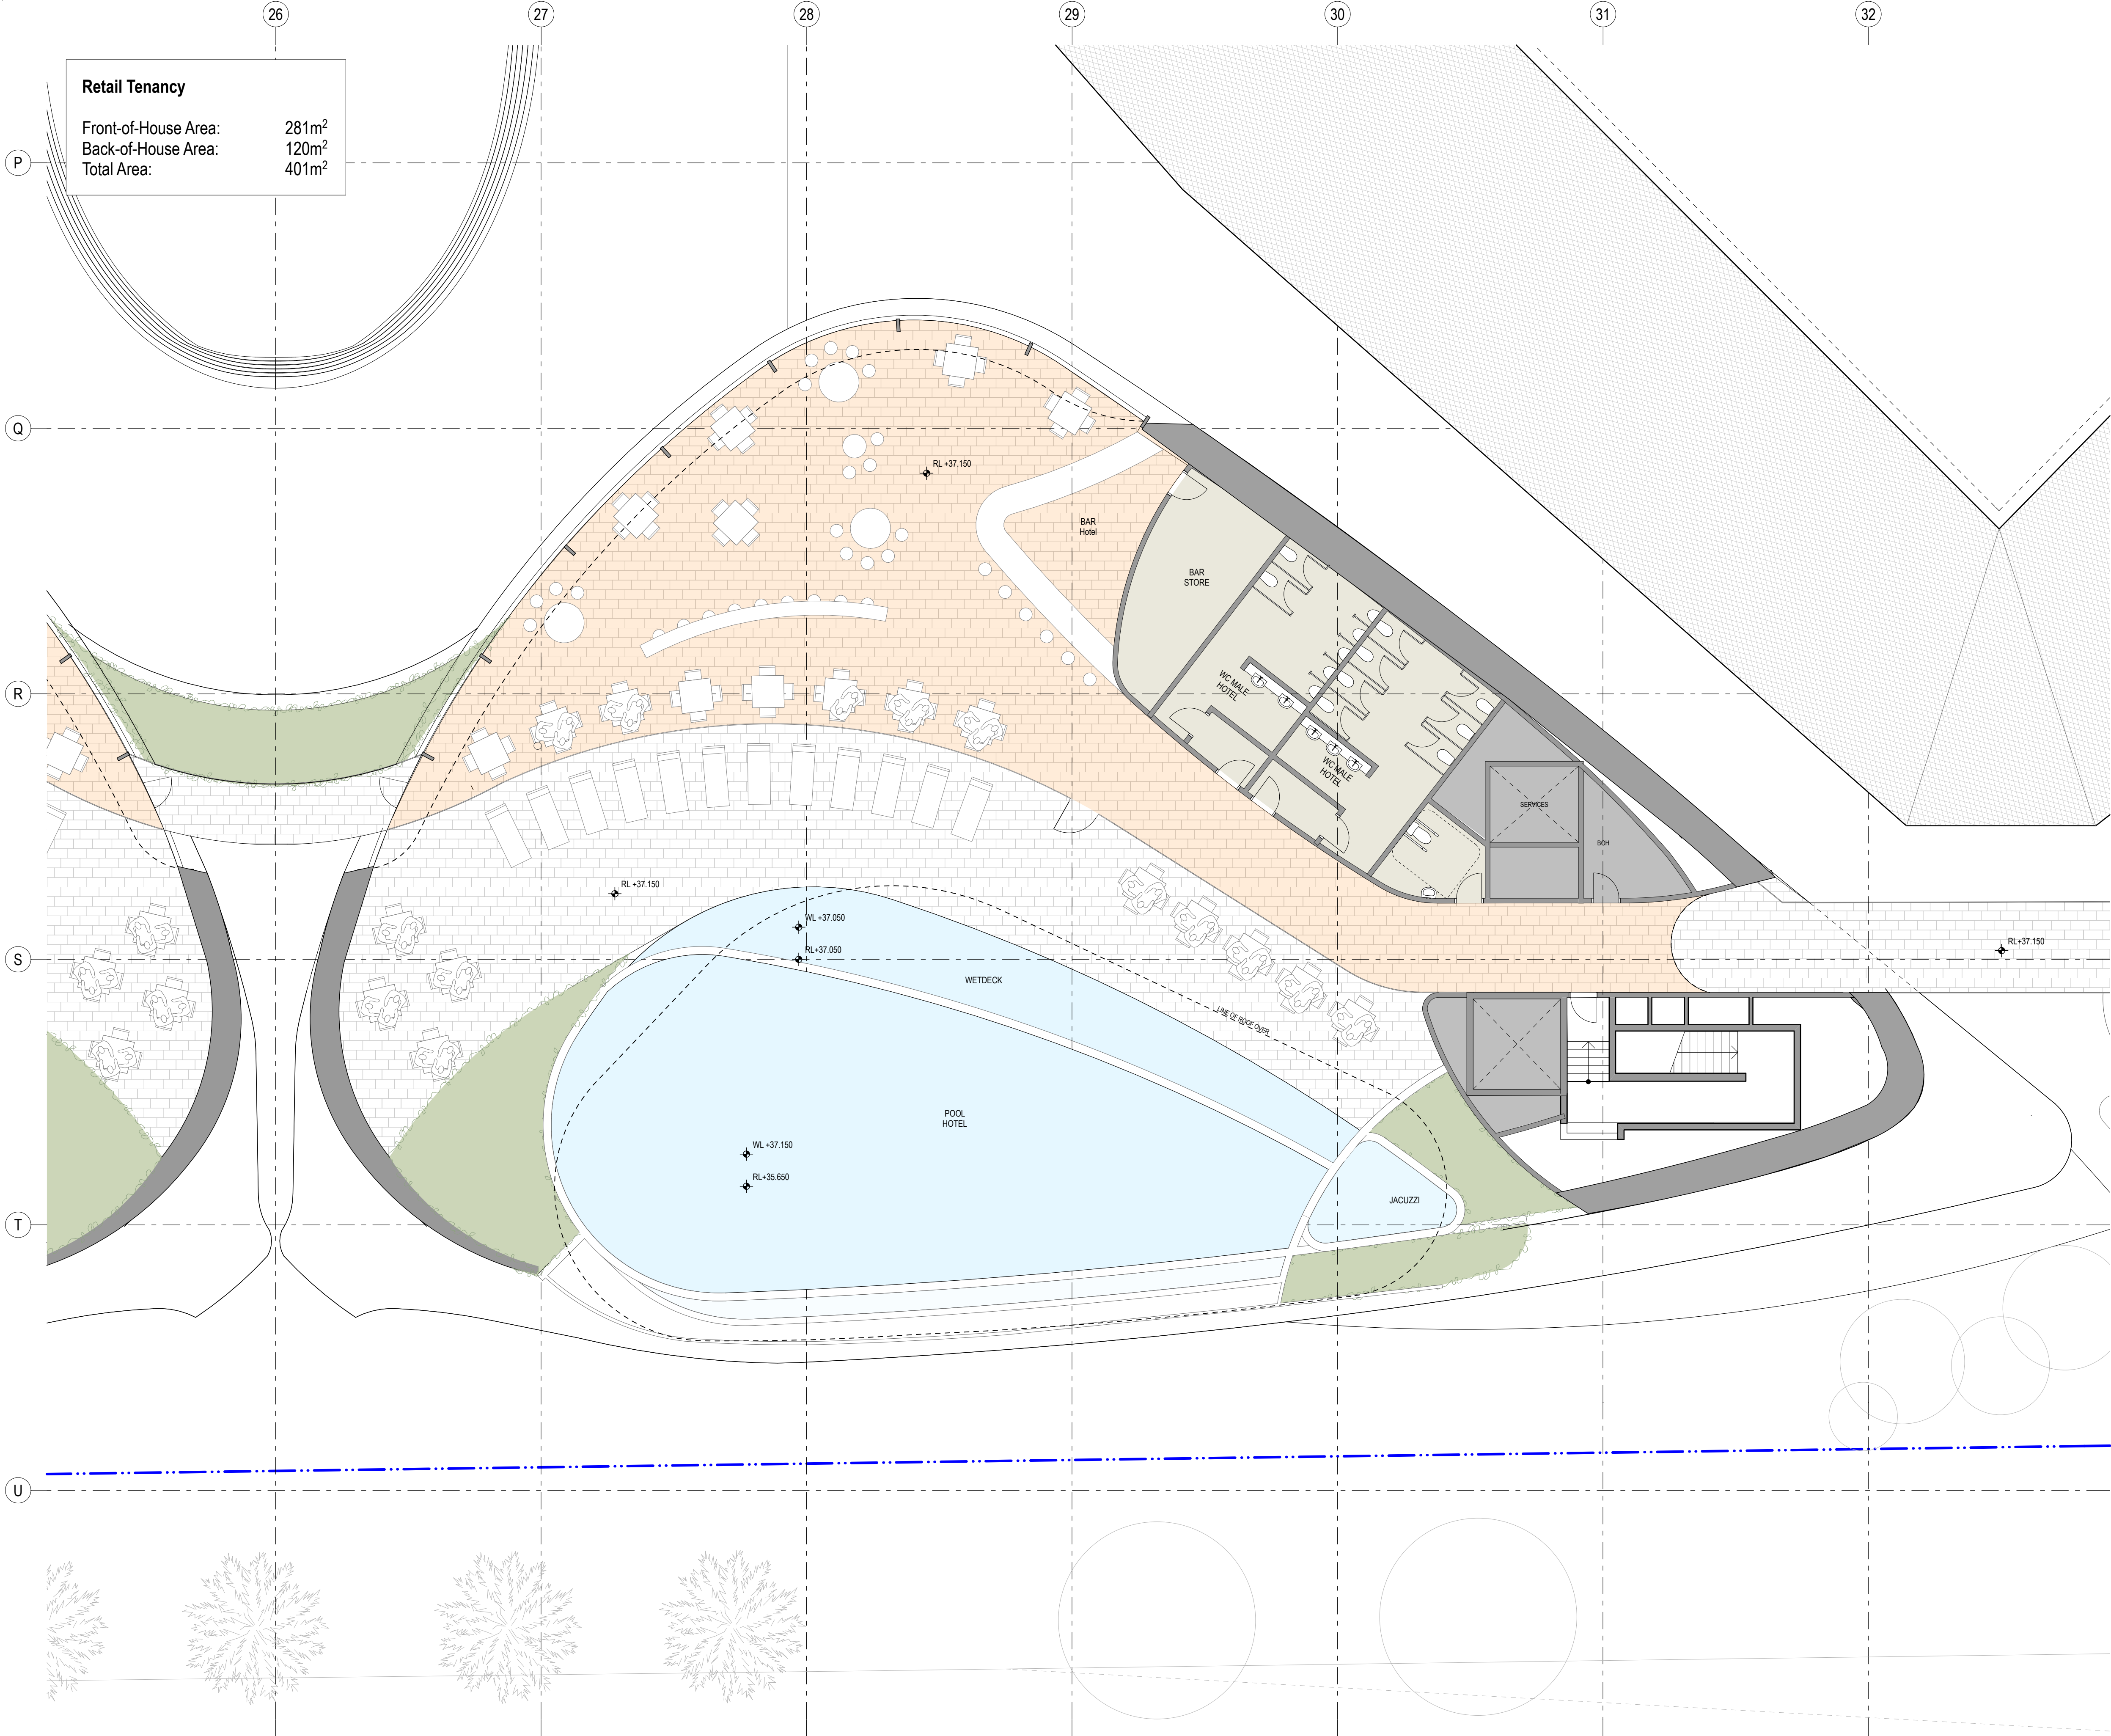 26 27 28 29 30 31 32
Retail Tenancy
Front-of-House Area: 281m²
Back-of-House Area: 120m²
Total Area: 401m²
P
Q
RL +37.150
BAR
Hotel
BAR
STORE
R
WC MALE
HOTEL
WC MALE
HOTEL
SERVICES
BOH
RL +37.150
WL +37.050
RL+37.050
RL+37.150
S
WETDECK
LINE OF ROOF OVER
POOL
HOTEL
WL +37.150
RL+35.650
JACUZZI
T
U